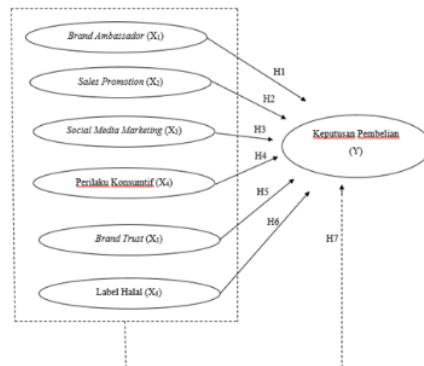 Brand Ambassador (X₁)
H1
Sales Promotion (X₂)
H2
Social Media Marketing (X₃)
H3
Keputusan Pembelian
(Y)
H4
Perilaku Konsumtif (X₄)
H5
H6
Brand Trust (X₅)
H7
Label Halal (X₆)